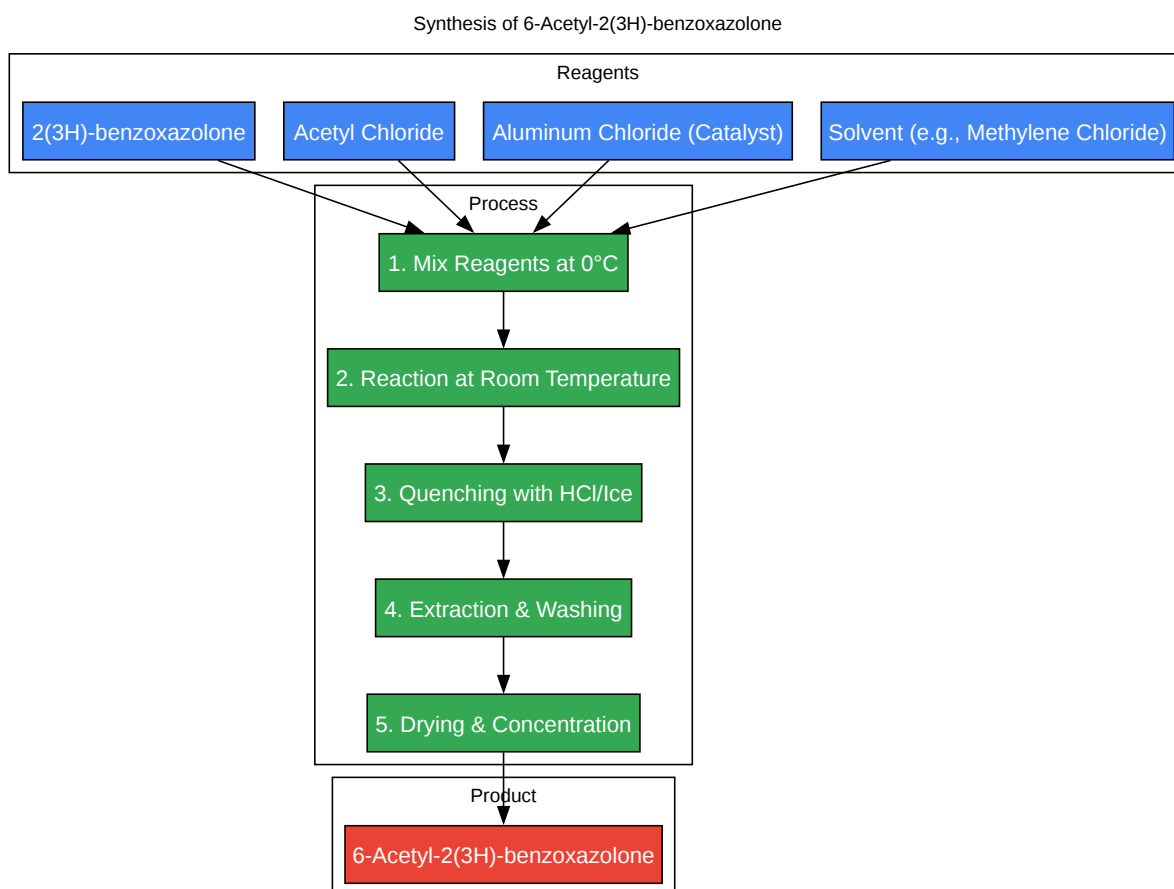 Synthesis of 6-Acetyl-2(3H)-benzoxazolone
Reagents
2(3H)-benzoxazolone
Acetyl Chloride
Aluminum Chloride (Catalyst)
Solvent (e.g., Methylene Chloride)
Process
1. Mix Reagents at 0°C
2. Reaction at Room Temperature
3. Quenching with HCl/Ice
4. Extraction & Washing
5. Drying & Concentration
Product
6-Acetyl-2(3H)-benzoxazolone